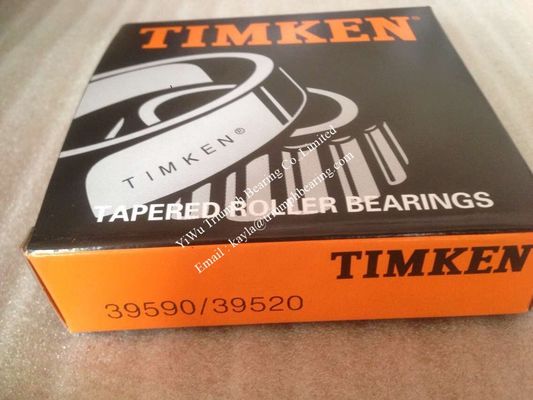 TIMKEN®
TIMKEN®
TAPERED ROLLER BEARINGS
YiWu Triumph Bearing Co.,Limited
Email : kayla@triumphbearing.com
TIMKEN
39590/39520